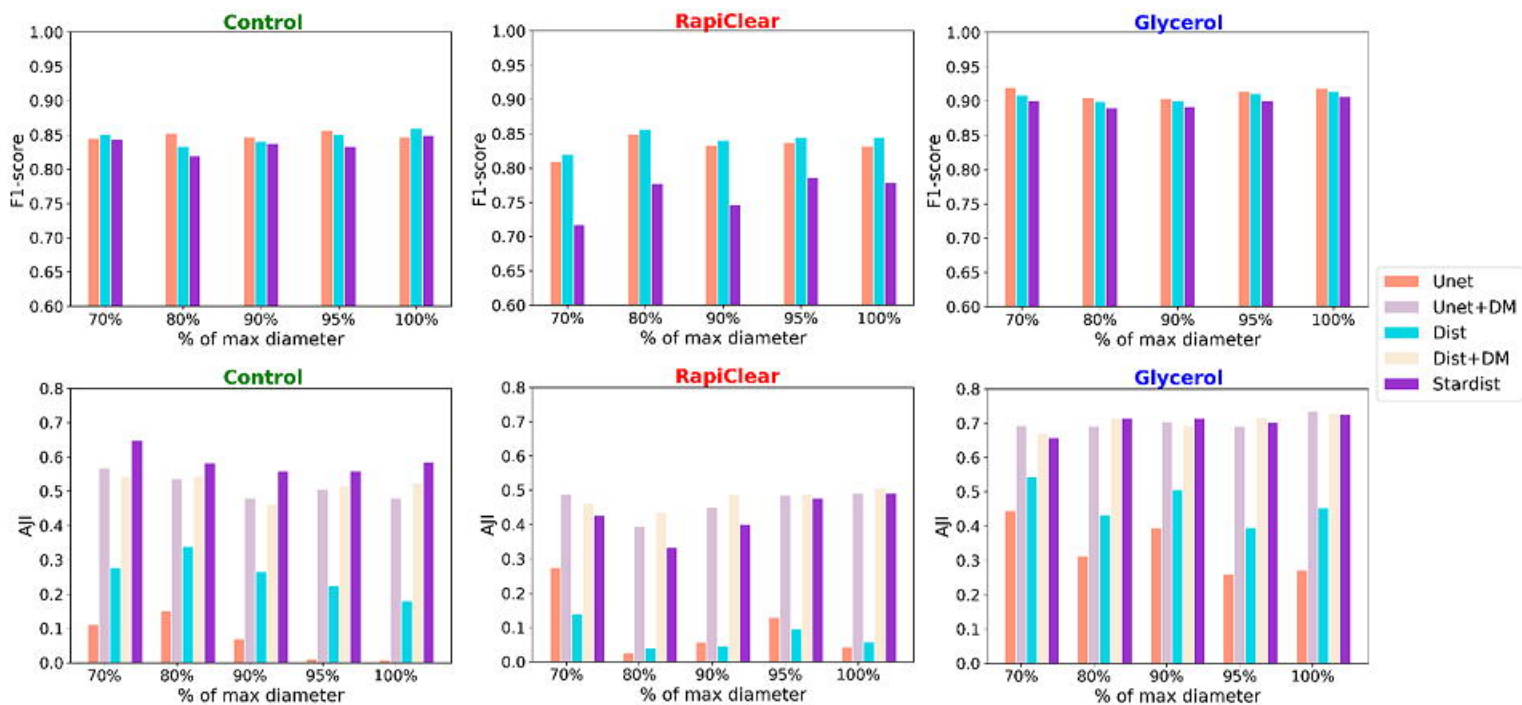 Control
1.00
0.95
0.90
0.85
0.80
0.75
0.70
0.65
0.60
F1-score
70% 80% 90% 95% 100%
% of max diameter
RapiClear
1.00
0.95
0.90
0.85
0.80
0.75
0.70
0.65
0.60
F1-score
70% 80% 90% 95% 100%
% of max diameter
Glycerol
1.00
0.95
0.90
0.85
0.80
0.75
0.70
0.65
0.60
F1-score
70% 80% 90% 95% 100%
% of max diameter
Unet
Unet+DM
Dist
Dist+DM
Stardist
Control
0.8
0.7
0.6
0.5
0.4
0.3
0.2
0.1
0.0
AJI
70% 80% 90% 95% 100%
% of max diameter
RapiClear
0.8
0.7
0.6
0.5
0.4
0.3
0.2
0.1
0.0
AJI
70% 80% 90% 95% 100%
% of max diameter
Glycerol
0.8
0.7
0.6
0.5
0.4
0.3
0.2
0.1
0.0
AJI
70% 80% 90% 95% 100%
% of max diameter